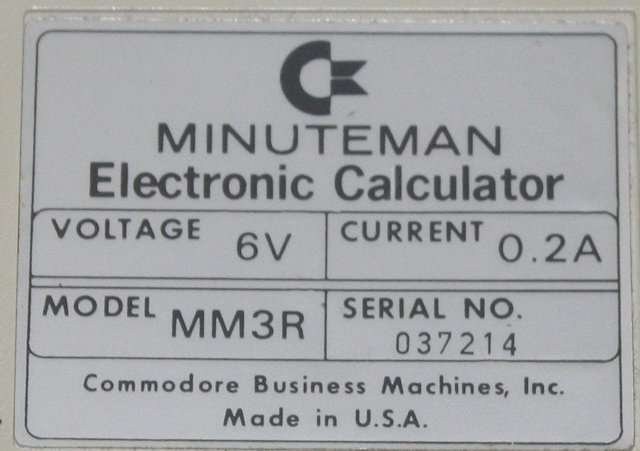 MINUTEMAN
Electronic Calculator
VOLTAGE 6V
CURRENT 0.2A
MODEL MM3R
SERIAL NO.
037214
Commodore Business Machines, Inc.
Made in U.S.A.